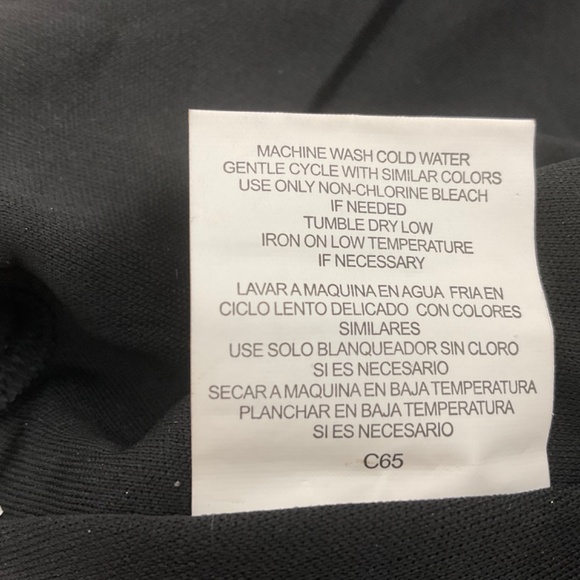 MACHINE WASH COLD WATER
GENTLE CYCLE WITH SIMILAR COLORS
USE ONLY NON-CHLORINE BLEACH
IF NEEDED
TUMBLE DRY LOW
IRON ON LOW TEMPERATURE
IF NECESSARY
LAVAR A MAQUINA EN AGUA FRIA EN
CICLO LENTO DELICADO CON COLORES
SIMILARES
USE SOLO BLANQUEADOR SIN CLORO
SI ES NECESARIO
SECAR A MAQUINA EN BAJA TEMPERATURA
PLANCHAR EN BAJA TEMPERATURA
SI ES NECESARIO
C65